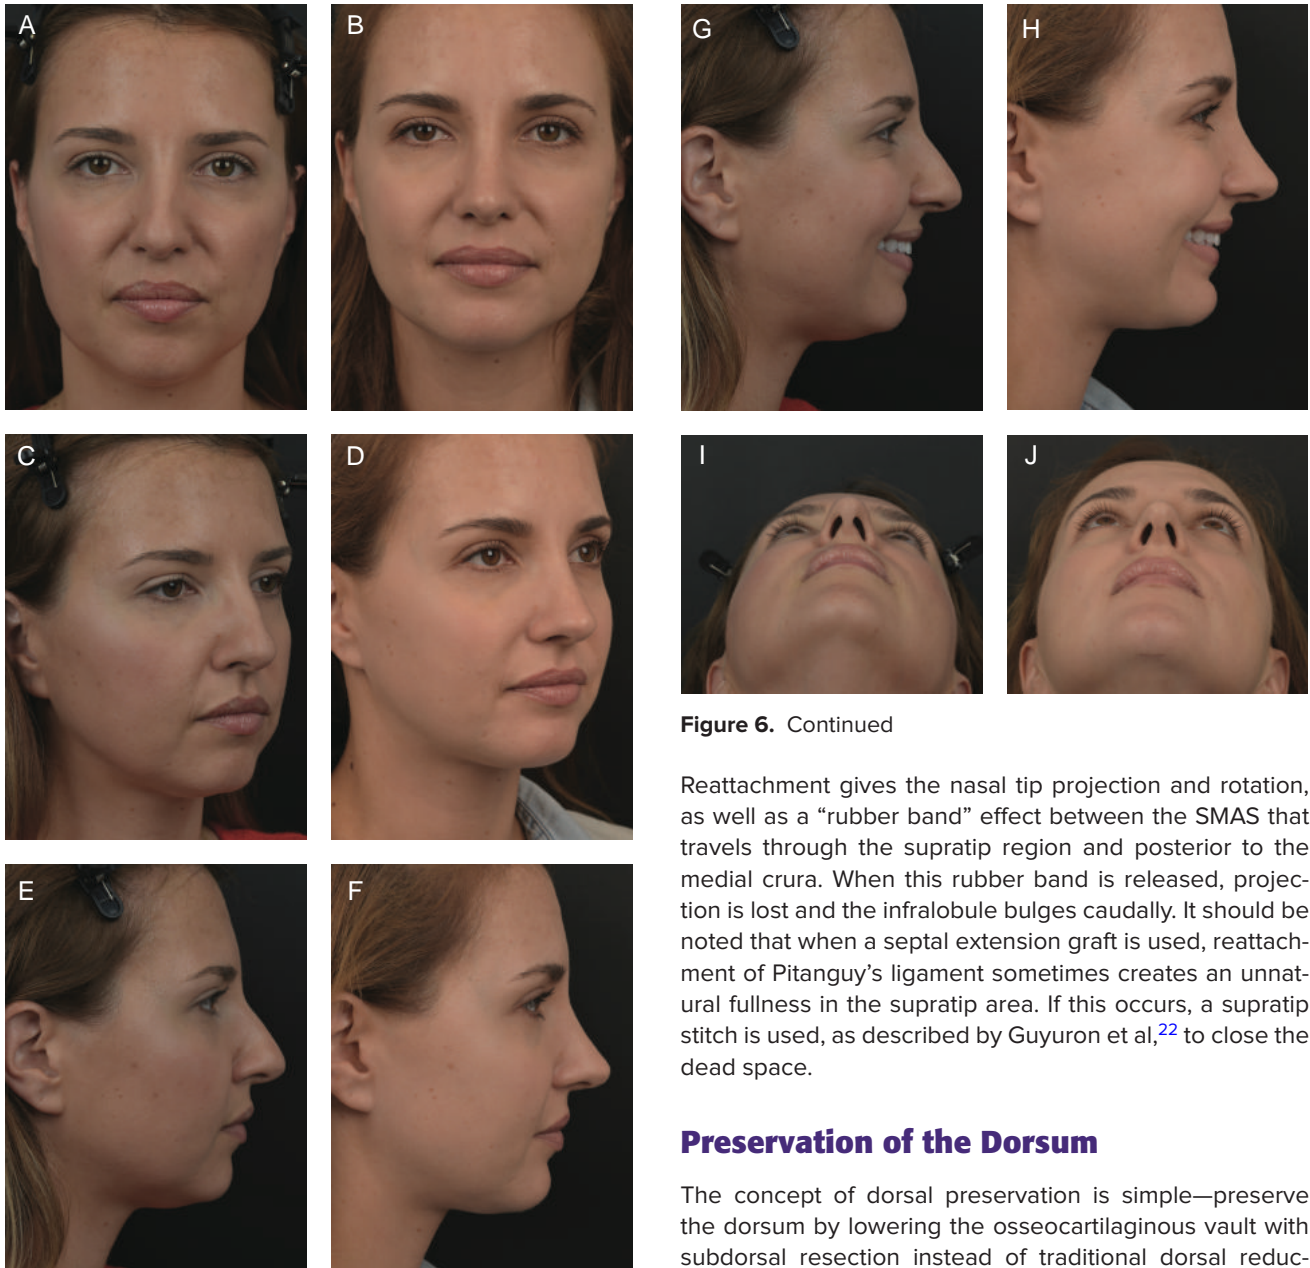 A
B
C
D
E
F
G
H
I
J
Figure 6. Continued
Reattachment gives the nasal tip projection and rotation,
as well as a “rubber band” effect between the SMAS that
travels through the supratip region and posterior to the
medial crura. When this rubber band is released, projec-
tion is lost and the infralobule bulges caudally. It should be
noted that when a septal extension graft is used, reattach-
ment of Pitanguy’s ligament sometimes creates an unnat-
ural fullness in the supratip area. If this occurs, a supratip
stitch is used, as described by Guyuron et al,22 to close the
dead space.
Preservation of the Dorsum
The concept of dorsal preservation is simple—preserve
the dorsum by lowering the osseocartilaginous vault with
subdorsal resection instead of traditional dorsal reduc-